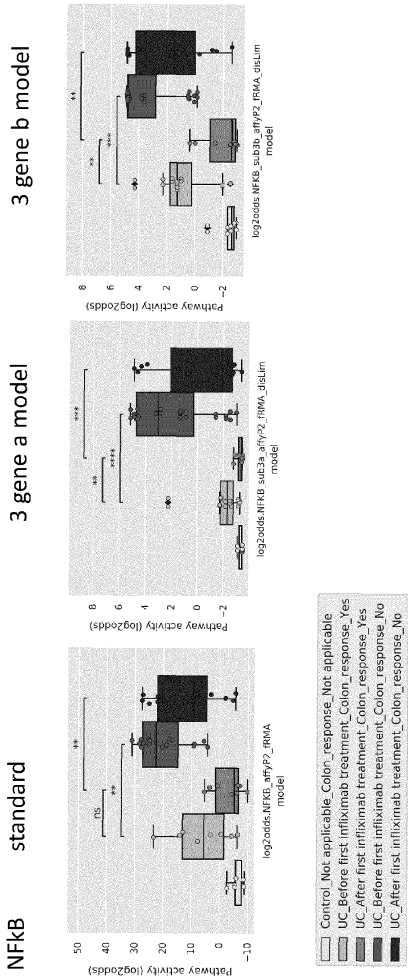 NFkB
standard
3 gene a model
3 gene b model
Pathway activity (log2odds)
50
40
30
20
10
0
−10
ns
**
**
log2odds.NFKB_affyP2_fRMA
model
Pathway activity (log2odds)
8
6
4
2
0
−2
**
****
***
log2odds.NFKB_sub3a_affyP2_fRMA_disLim
model
Pathway activity (log2odds)
8
6
4
2
0
−2
**
***
**
log2odds.NFKB_sub3b_affyP2_fRMA_disLim
model
Control_Not applicable_Colon_response_Not applicable
UC_Before first infliximab treatment_Colon_response_Yes
UC_After first infliximab treatment_Colon_response_Yes
UC_Before first infliximab treatment_Colon_response_No
UC_After first infliximab treatment_Colon_response_No